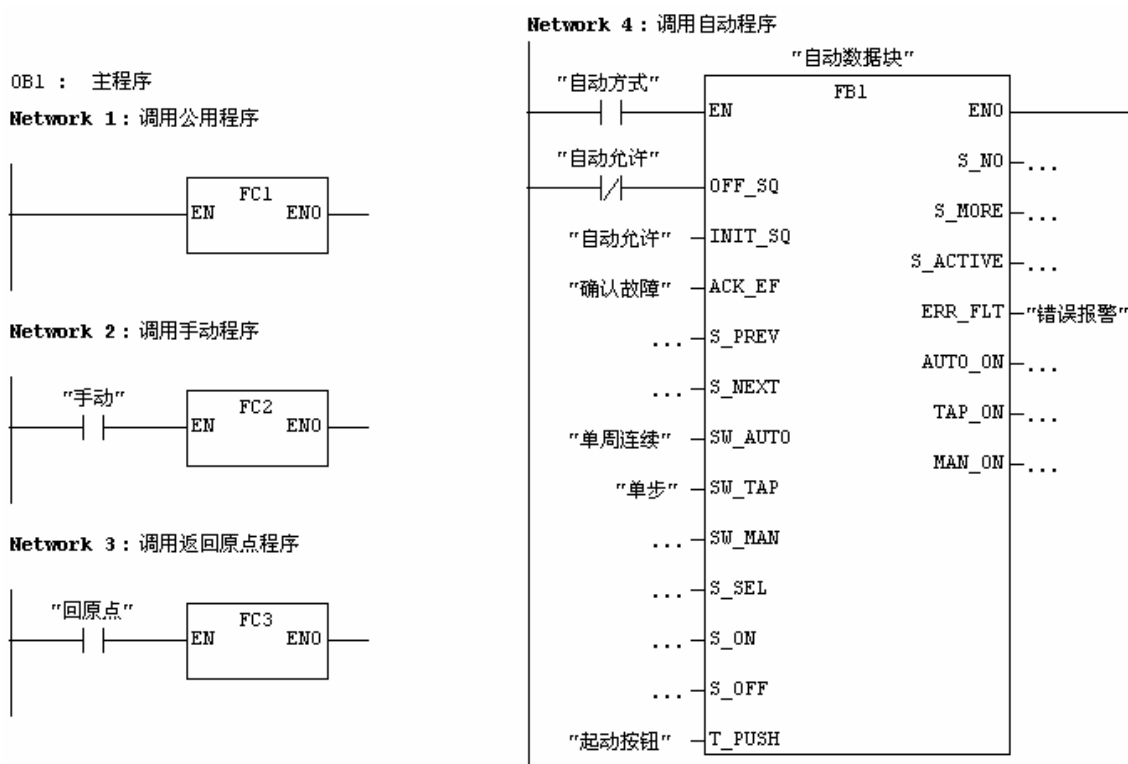 OB1 : 主程序
Network 1：调用公用程序
FC1
EN ENO
Network 2：调用手动程序
"手动"
FC2
EN ENO
Network 3：调用返回原点程序
"回原点"
FC3
EN ENO
Network 4：调用自动程序
"自动数据块"
"自动方式"
FB1
EN ENO
"自动允许"
S_NO ...
OFF_SQ
S_MORE ...
"自动允许" INIT_SQ
S_ACTIVE ...
"确认故障" ACK_EF
ERR_FLT "错误报警"
... S_PREV
AUTO_ON ...
... S_NEXT
TAP_ON ...
"单周连续" SW_AUTO
MAN_ON ...
"单步" SW_TAP
... SW_MAN
... S_SEL
... S_ON
... S_OFF
"起动按钮" T_PUSH